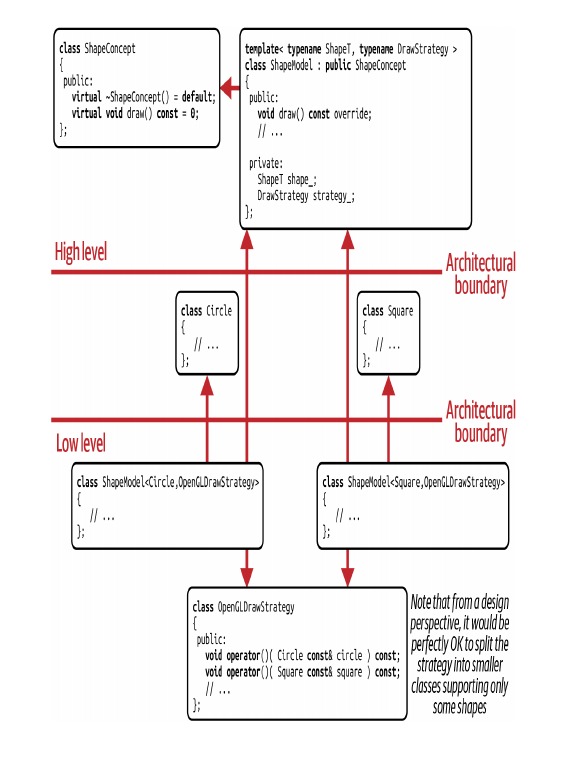 class ShapeConcept
{
public:
virtual ~ShapeConcept() = default;
virtual void draw() const = 0;
};
template< typename ShapeT, typename DrawStrategy >
class ShapeModel : public ShapeConcept
{
public:
void draw() const override;
// ...
private:
ShapeT shape_;
DrawStrategy strategy_;
};
High level
Architectural
boundary
class Circle
{
// ...
};
class Square
{
// ...
};
Architectural
boundary
Low level
class ShapeModel<Circle,OpenGLDrawStrategy>
{
// ...
};
class ShapeModel<Square,OpenGLDrawStrategy>
{
// ...
};
class OpenGLDrawStrategy
{
public:
void operator()( Circle const& circle ) const;
void operator()( Square const& square ) const;
// ...
};
Note that from a design
perspective, it would be
perfectly OK to split the
strategy into smaller
classes supporting only
some shapes